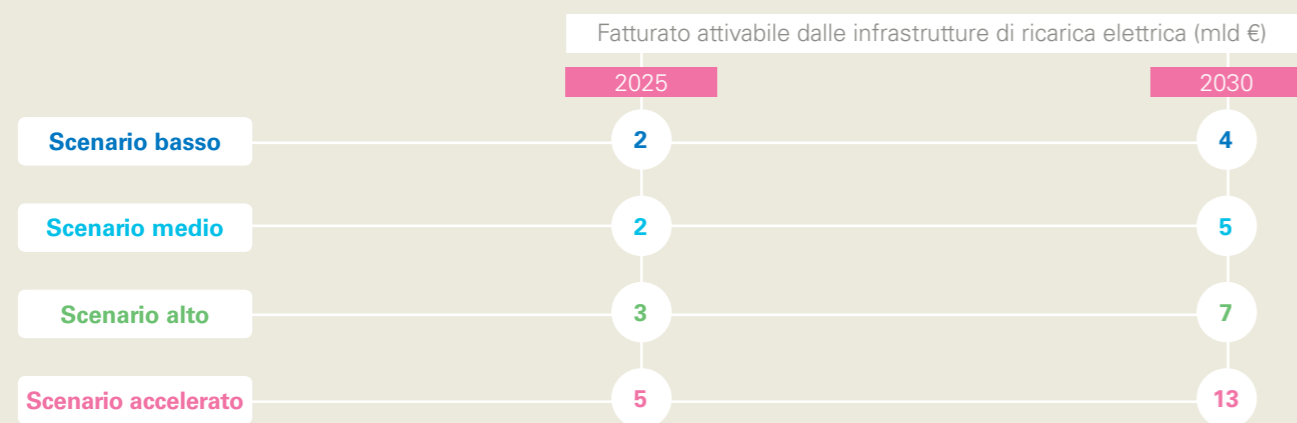 Fatturato attivabile dalle infrastrutture di ricarica elettrica (mld €)
2025 2030
Scenario basso 2 4
Scenario medio 2 5
Scenario alto 3 7
Scenario accelerato 5 13